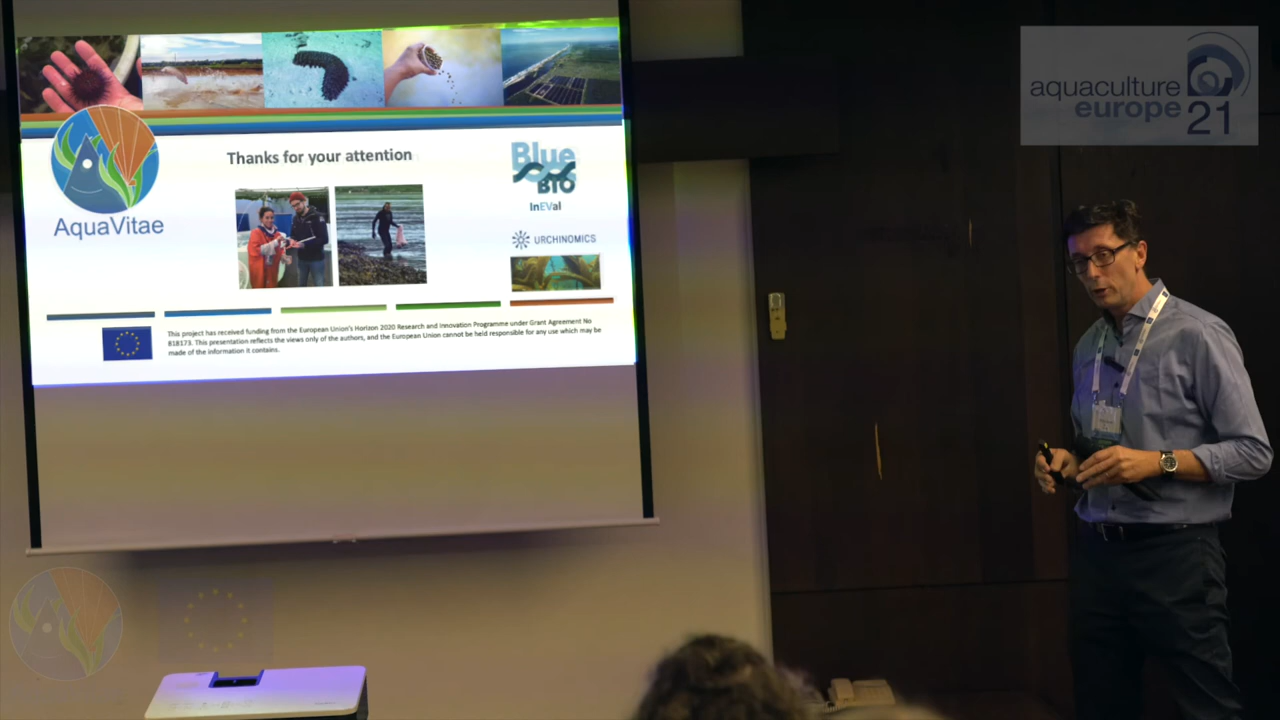 aquaculture
europe
21
Thanks for your attention
Blue
BIO
InEVal
AquaVitae
URCHINOMICS
This project has received funding from the European Union's Horizon 2020 Research and Innovation Programme under Grant Agreement No
818173. This presentation reflects the views only of the authors, and the European Union cannot be held responsible for any use which may be
made of the information it contains.